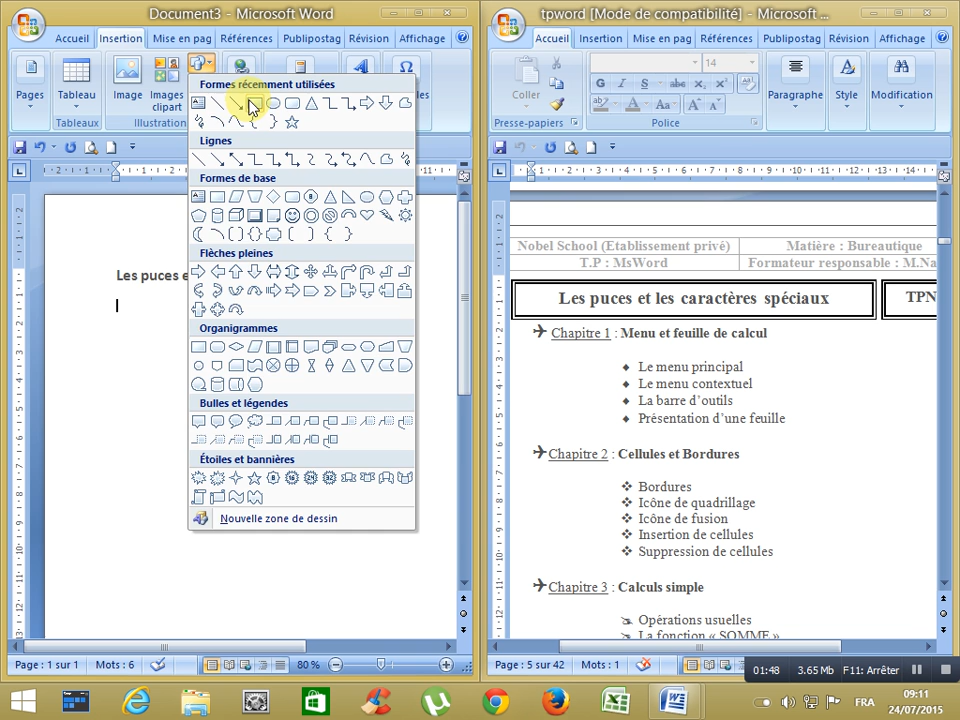 Document3 - Microsoft Word
Accueil Insertion Mise en pag Références Publipostag Révision Affichage
Pages
Tableau
Image
Images clipart
Tableaux
Illustration
Formes récemment utilisées
Lignes
Formes de base
Flèches pleines
Organigrammes
Bulles et légendes
Étoiles et bannières
Nouvelle zone de dessin
Les puces e
Page : 1 sur 1 Mots : 6 80 %
tpword [Mode de compatibilité] - Microsoft ...
Accueil Insertion Mise en pag Références Publipostag Révision Affichage
Coller
14
G I S abc x₂ x²
ab A Aa A A
Paragraphe
Style
Modification
Presse-papiers
Police
Nobel School (Etablissement privé) Matière : Bureautique
T.P : MsWord Formateur responsable : M.Na
Les puces et les caractères spéciaux TPN
Chapitre 1 : Menu et feuille de calcul
Le menu principal
Le menu contextuel
La barre d'outils
Présentation d'une feuille
Chapitre 2 : Cellules et Bordures
Bordures
Icône de quadrillage
Icône de fusion
Insertion de cellules
Suppression de cellules
Chapitre 3 : Calculs simple
Opérations usuelles
La fonction « SOMME »
Page : 5 sur 42 Mots : 1
01:48 3.65 Mb F11: Arrêter
FRA
09:11
24/07/2015